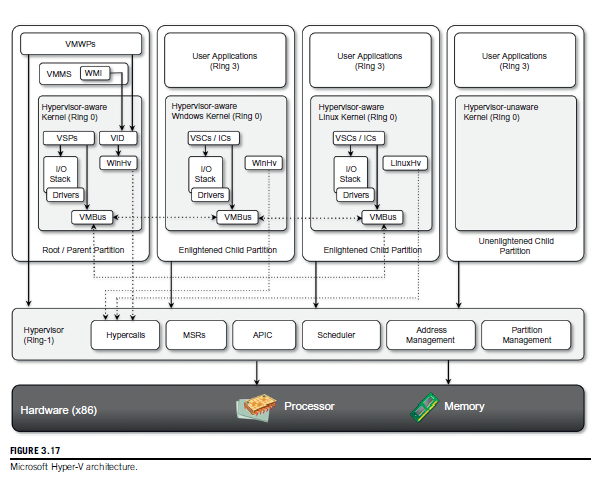 VMWPs
VMMS
WMI
Hypervisor-aware
Kernel (Ring 0)
VSPs
VID
I/O
Stack
Drivers
WinHv
VMBus
Root / Parent Partition
User Applications
(Ring 3)
Hypervisor-aware
Wndows Kernel (Ring 0)
VSCs / ICs
WinHv
I/O
Stack
Drivers
VMBus
Enlightened Child Partition
User Applications
(Ring 3)
Hypervisor-aware
LInux Kernel (Ring 0)
VSCs / ICs
LInuxHv
I/O
Stack
Drivers
VMBus
Enlightened Child Partition
User Applications
(Ring 3)
Hypervisor-unaware
Kernel (Ring 0)
Unenlightened Child
Partition
Hypervisor
(Ring-1)
Hypercalls
MSRs
APIC
Scheduler
Address
Management
Partition
Management
Hardware (x86)
Processor
Memory
FIGURE 3.17
Microsoft Hyper-V architecture.